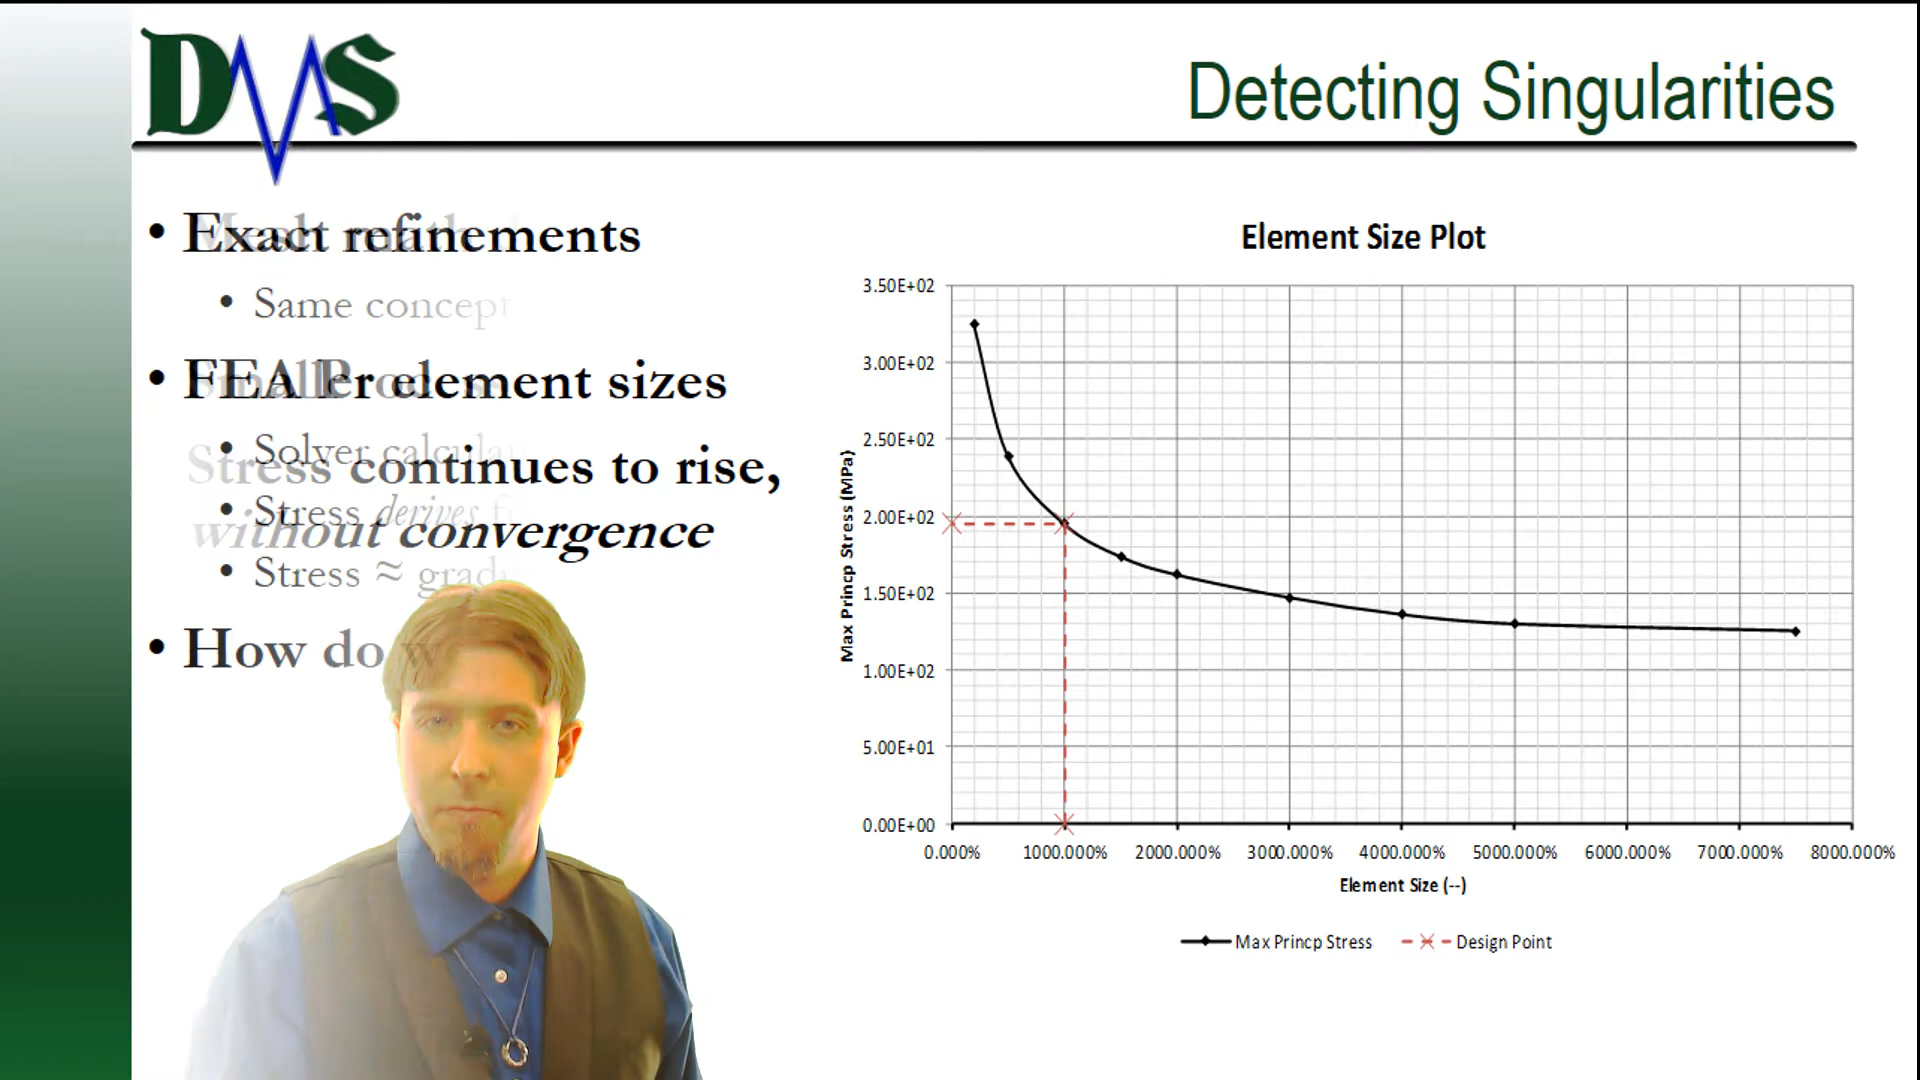 DMS
Detecting Singularities
• Exact refinements
• Same concept
• FEA Per element sizes
• Solver
Stress continues to rise,
• Stress derives
without convergence
• Stress ≈
• How do
Element Size Plot
3.50E+02
3.00E+02
2.50E+02
2.00E+02
1.50E+02
1.00E+02
5.00E+01
0.00E+00
Max Princp Stress (MPa)
0.000% 1000.000% 2000.000% 3000.000% 4000.000% 5000.000% 6000.000% 7000.000% 8000.000%
Element Size (--)
Max Princp Stress Design Point